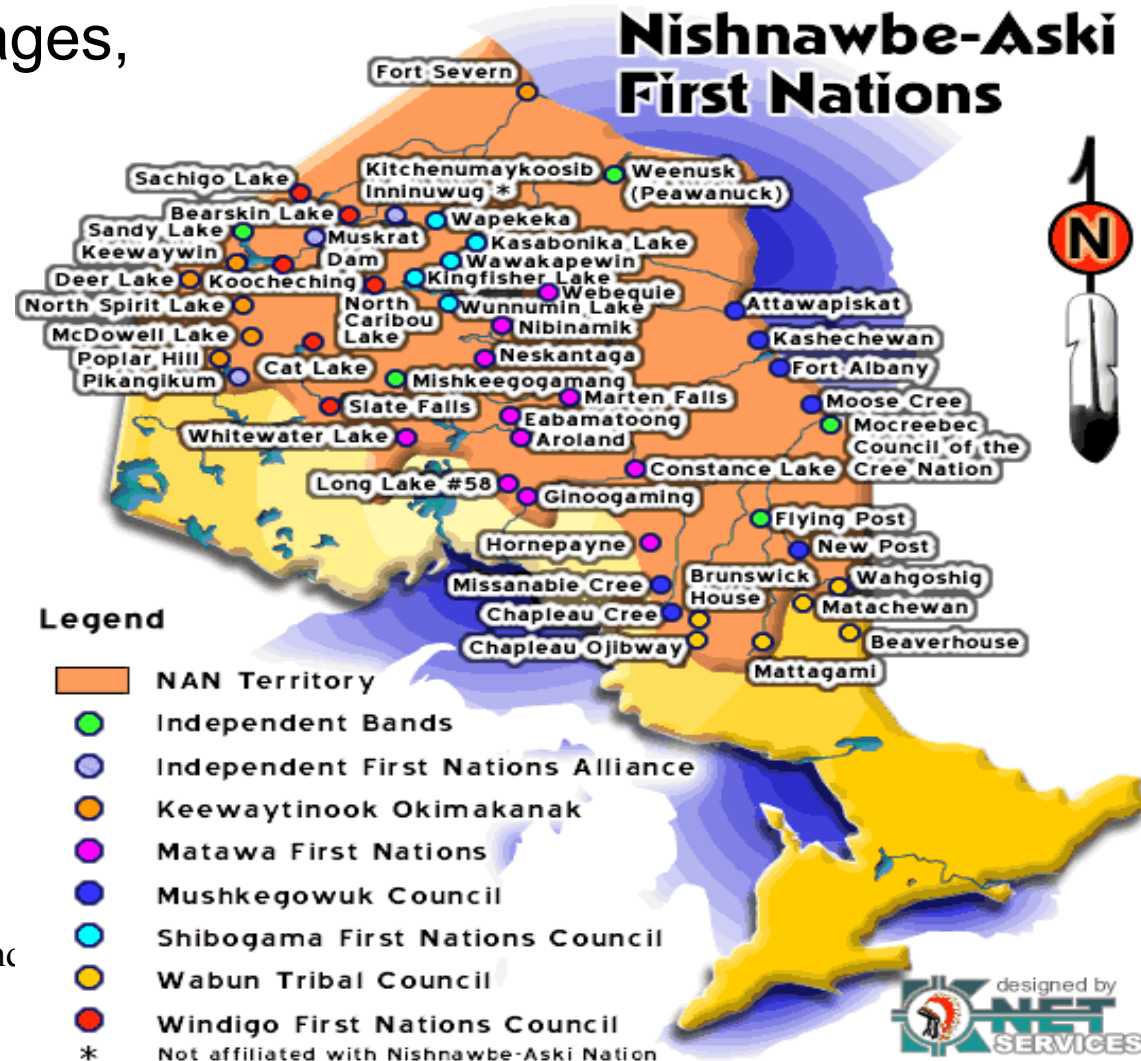 ages,
Nishnawbe-Aski
First Nations
Fort Severn
Kitchenumaykoosib
Inninuwug *
Weenusk
(Peawanuck)
Sachigo Lake
Bearskin Lake
Wapekeka
Sandy Lake
Muskrat
Dam
Kasabonika Lake
Keewaywin
Wawakapewin
Deer Lake
Koocheching
Kingfisher Lake
Webequie
North Spirit Lake
North
Caribou
Lake
Wunnumin Lake
Attawapiskat
McDowell Lake
Nibinamik
Kashechewan
Poplar Hill
Cat Lake
Neskantaga
Fort Albany
Pikangikum
Mishkeegogamang
Marten Falls
Moose Cree
Slate Falls
Eabamatoong
Mocreebec
Council of the
Cree Nation
Whitewater Lake
Aroland
Constance Lake
Long Lake #58
Ginoogaming
Flying Post
Hornepayne
New Post
Missanabie Cree
Brunswick
House
Wahgoshig
Chapleau Cree
Matachewan
Chapleau Ojibway
Beaverhouse
Mattagami
N
Legend
NAN Territory
Independent Bands
Independent First Nations Alliance
Keewaytinook Okimakanak
Matawa First Nations
Mushkegowuk Council
Shibogama First Nations Council
Wabun Tribal Council
Windigo First Nations Council
* Not affiliated with Nishnawbe-Aski Nation
designed by
K NET
SERVICES